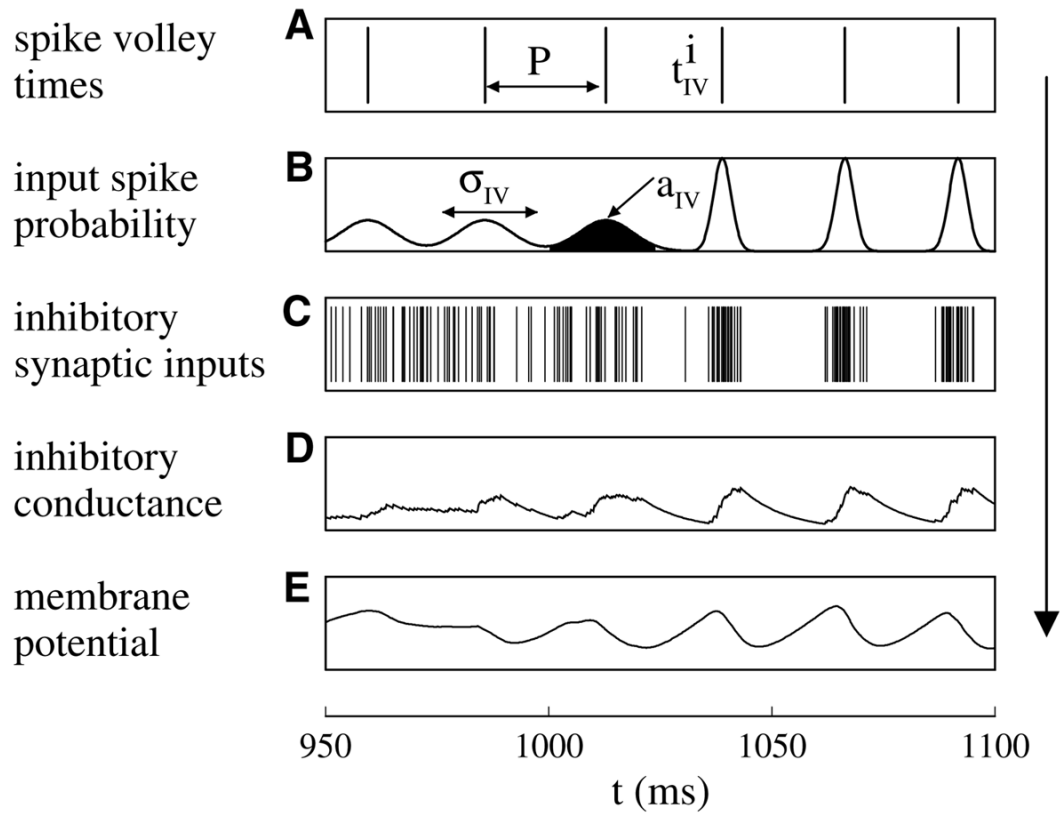 spike volley
times
A
P
t^i_IV
input spike
probability
B
σ_IV
a_IV
inhibitory
synaptic inputs
C
inhibitory
conductance
D
membrane
potential
E
950 1000 1050 1100
t (ms)